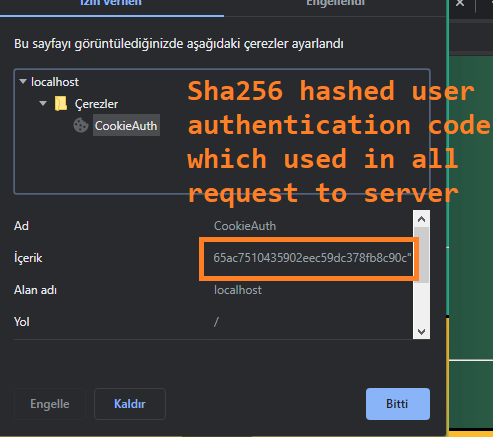 İzin verilen Engellendi
Bu sayfayı görüntülediğinizde aşağıdaki çerezler ayarlandı
localhost
Çerezler
CookieAuth
Sha256 hashed user
authentication code
which used in all
request to server
Ad CookieAuth
İçerik 65ac7510435902eec59dc378fb8c90c"
Alan adı localhost
Yol /
Engelle Kaldır Bitti